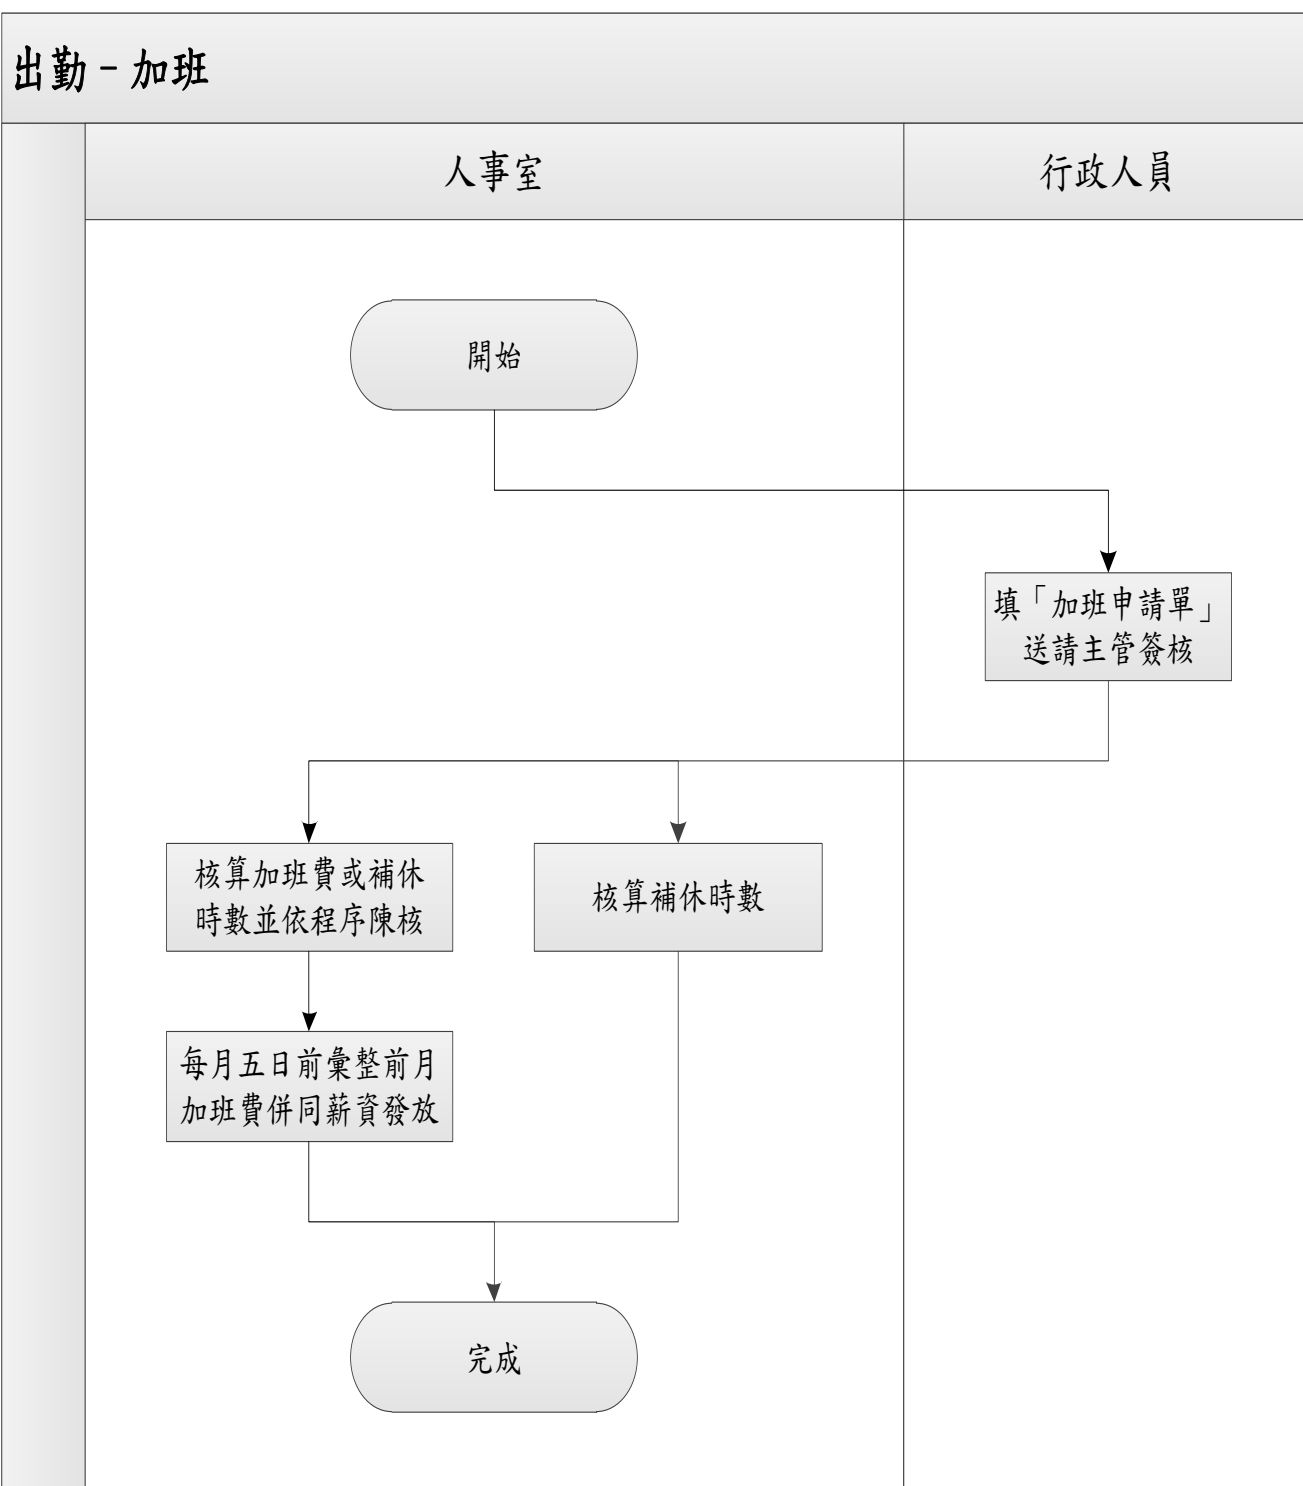 出勤－加班
人事室
行政人員
開始
填「加班申請單」
送請主管簽核
核算加班費或補休
時數並依程序陳核
核算補休時數
每月五日前彙整前月
加班費併同薪資發放
完成